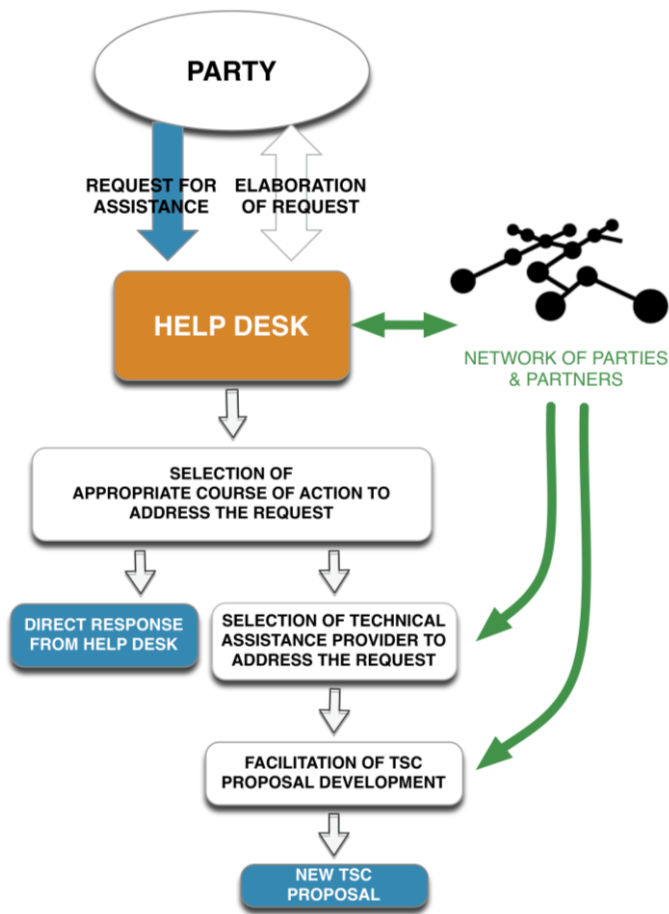 PARTY
REQUEST FOR
ASSISTANCE
ELABORATION
OF REQUEST
HELP DESK
NETWORK OF PARTIES
& PARTNERS
SELECTION OF
APPROPRIATE COURSE OF ACTION TO
ADDRESS THE REQUEST
DIRECT RESPONSE
FROM HELP DESK
SELECTION OF TECHNICAL
ASSISTANCE PROVIDER TO
ADDRESS THE REQUEST
FACILITATION OF TSC
PROPOSAL DEVELOPMENT
NEW TSC
PROPOSAL